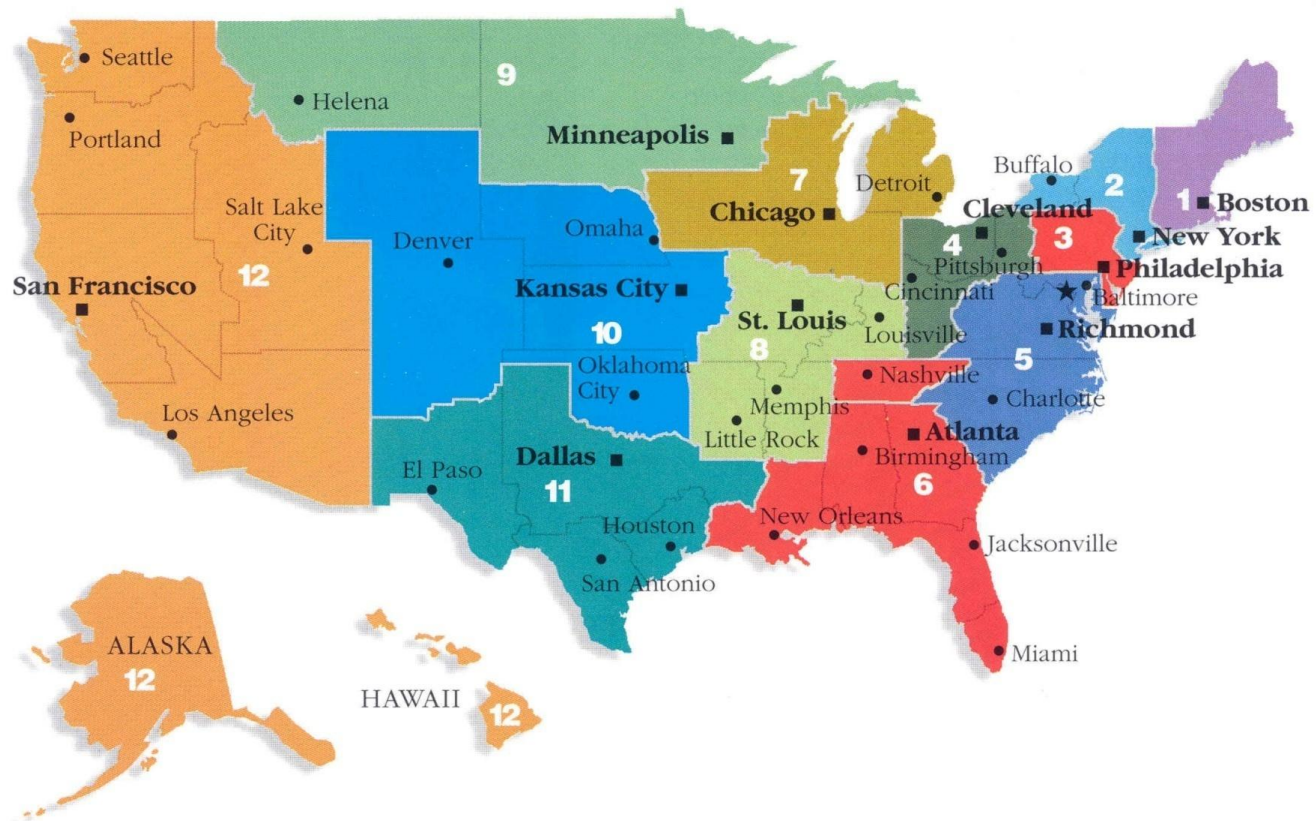 Seattle
Portland
Helena
9
Minneapolis
Salt Lake
City
12
San Francisco
Los Angeles
Denver
Omaha
Kansas City
10
Oklahoma
City
7
Chicago
Detroit
Cleveland
4
Pittsburgh
Cincinnati
Buffalo
2
1
Boston
New York
3
Philadelphia
Baltimore
Richmond
5
Charlotte
St. Louis
8
Louisville
Memphis
Little Rock
Nashville
Atlanta
Birmingham
6
New Orleans
Jacksonville
Miami
El Paso
Dallas
11
Houston
San Antonio
ALASKA
12
HAWAII
12